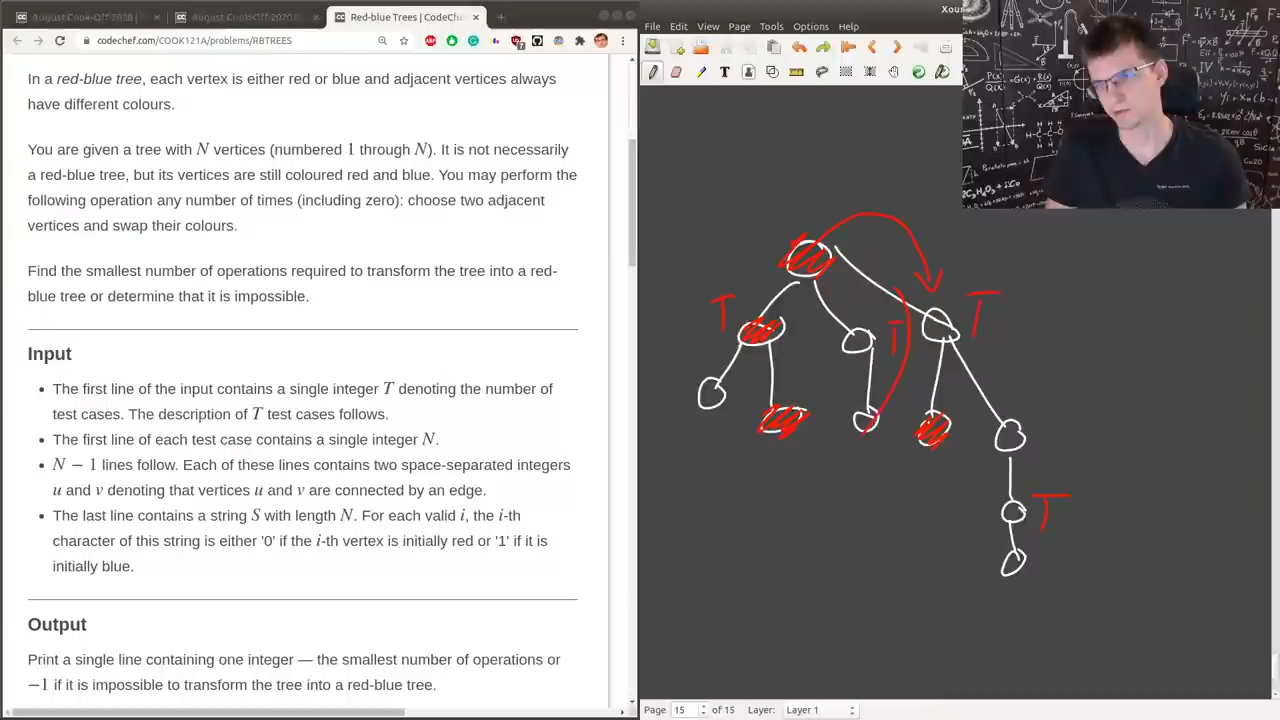 August Cook-Off 2020 |
August Cook-Off 2020
Red-blue Trees | CodeChef
codechef.com/COOK121A/problems/RBTREES
In a red-blue tree, each vertex is either red or blue and adjacent vertices always
have different colours.
You are given a tree with N vertices (numbered 1 through N). It is not necessarily
a red-blue tree, but its vertices are still coloured red and blue. You may perform the
following operation any number of times (including zero): choose two adjacent
vertices and swap their colours.
Find the smallest number of operations required to transform the tree into a red-
blue tree or determine that it is impossible.
Input
• The first line of the input contains a single integer T denoting the number of
test cases. The description of T test cases follows.
• The first line of each test case contains a single integer N.
• N − 1 lines follow. Each of these lines contains two space-separated integers
u and v denoting that vertices u and v are connected by an edge.
• The last line contains a string S with length N. For each valid i, the i-th
character of this string is either '0' if the i-th vertex is initially red or '1' if it is
initially blue.
Output
Print a single line containing one integer — the smallest number of operations or
−1 if it is impossible to transform the tree into a red-blue tree.
Xour
File Edit View Page Tools Options Help
T
T
T
T
Page 15 of 15 Layer: Layer 1